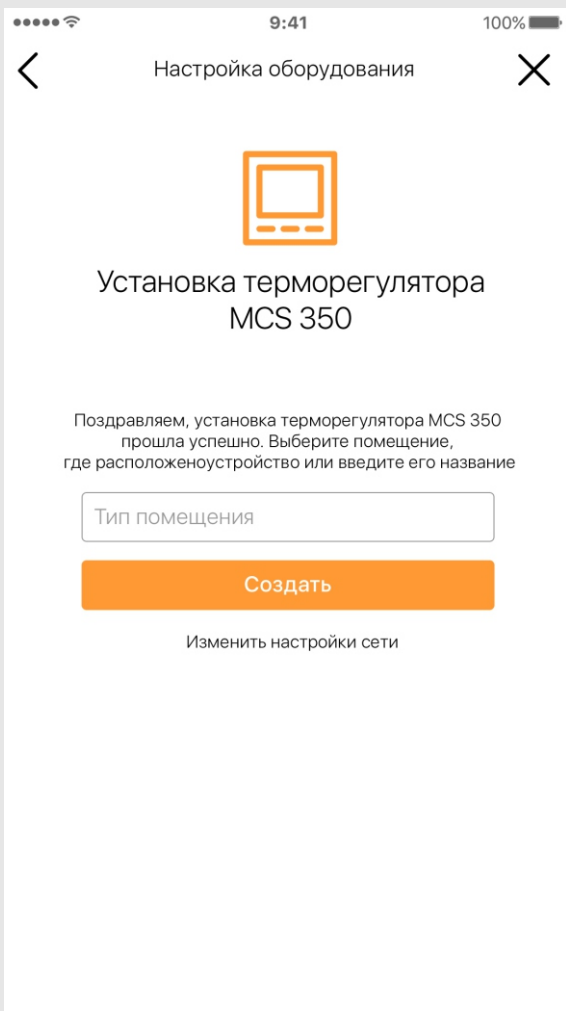 9:41
100%
Настройка оборудования
Установка терморегулятора
MCS 350
Поздравляем, установка терморегулятора MCS 350
прошла успешно. Выберите помещение,
где расположеноустройство или введите его название
Тип помещения
Создать
Изменить настройки сети